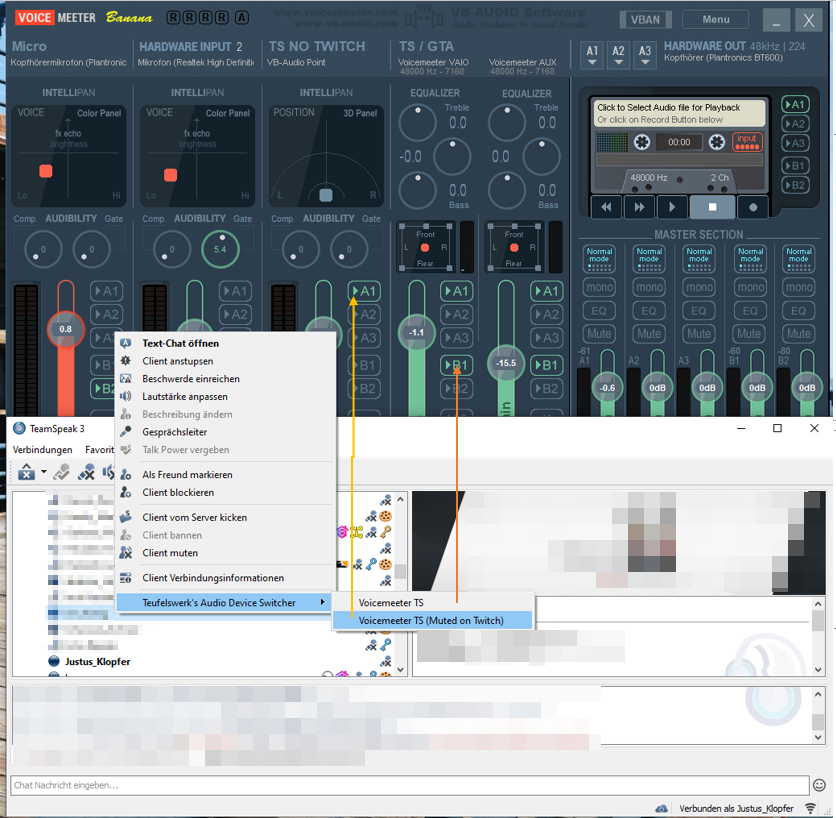 VOICE MEETER Banana R R R R A
www.voicemeeter.com
www.vb-audio.com
VB-AUDIO Software
Audio Mechanic & Sound Breeder
VBAN
Menu
_
X
Micro
Kopfhörermikrofon (Plantronic
HARDWARE INPUT 2
Mikrofon (Realtek High Definitie
TS NO TWITCH
VB-Audio Point
TS / GTA
Voicemeeter VAIO
48000 Hz - 7168
Voicemeeter AUX
48000 Hz - 7168
A1
A2
A3
HARDWARE OUT 48kHz | 224
Kopfhörer (Plantronics BT600)
INTELLIPAN
INTELLIPAN
INTELLIPAN
EQUALIZER
EQUALIZER
VOICE Color Panel
fx echo
brightness
Lo Hi
VOICE Color Panel
fx echo
brightness
Lo Hi
POSITION 3D Panel
L R
Treble
0.0
-0.0
0.0
Bass
Treble
0.0
0.0
0.0
Bass
Click to Select Audio file for Playback
Or click on Record Button below
00:00
input
48000 Hz
2 Ch
A1
A2
A3
B1
B2
Comp. AUDIBILITY Gate
0 0
Comp. AUDIBILITY Gate
0 5.4
Comp. AUDIBILITY Gate
0 0
Front
L R
Rear
Front
L R
Rear
MASTER SECTION
Normal mode
Normal mode
Normal mode
Normal mode
Normal mode
mono mono mono mono mono
EQ EQ EQ EQ EQ
Mute Mute Mute Mute Mute
-61
A1
A2
A3
-60
B1
-80
B2
-0.6 0dB 0dB 0dB 0dB
0.8
A1
A2
A3
B
B2
A1
A2
A1
A2
A3
B1
B2
-1.1
A1
A2
A3
B1
B2
-15.5
A1
A2
A3
B1
B2
TeamSpeak 3
Verbindungen Favorit
Text-Chat öffnen
Client anstupsen
Beschwerde einreichen
Lautstärke anpassen
Beschreibung ändern
Gesprächsleiter
Talk Power vergeben
Als Freund markieren
Client blockieren
Client vom Server kicken
Client bannen
Client muten
Client Verbindungsinformationen
Teufelswerk's Audio Device Switcher
Voicemeeter TS
Voicemeeter TS (Muted on Twitch)
Justus_Klopfer
Chat Nachricht eingeben...
Verbunden als Justus_Klopfer